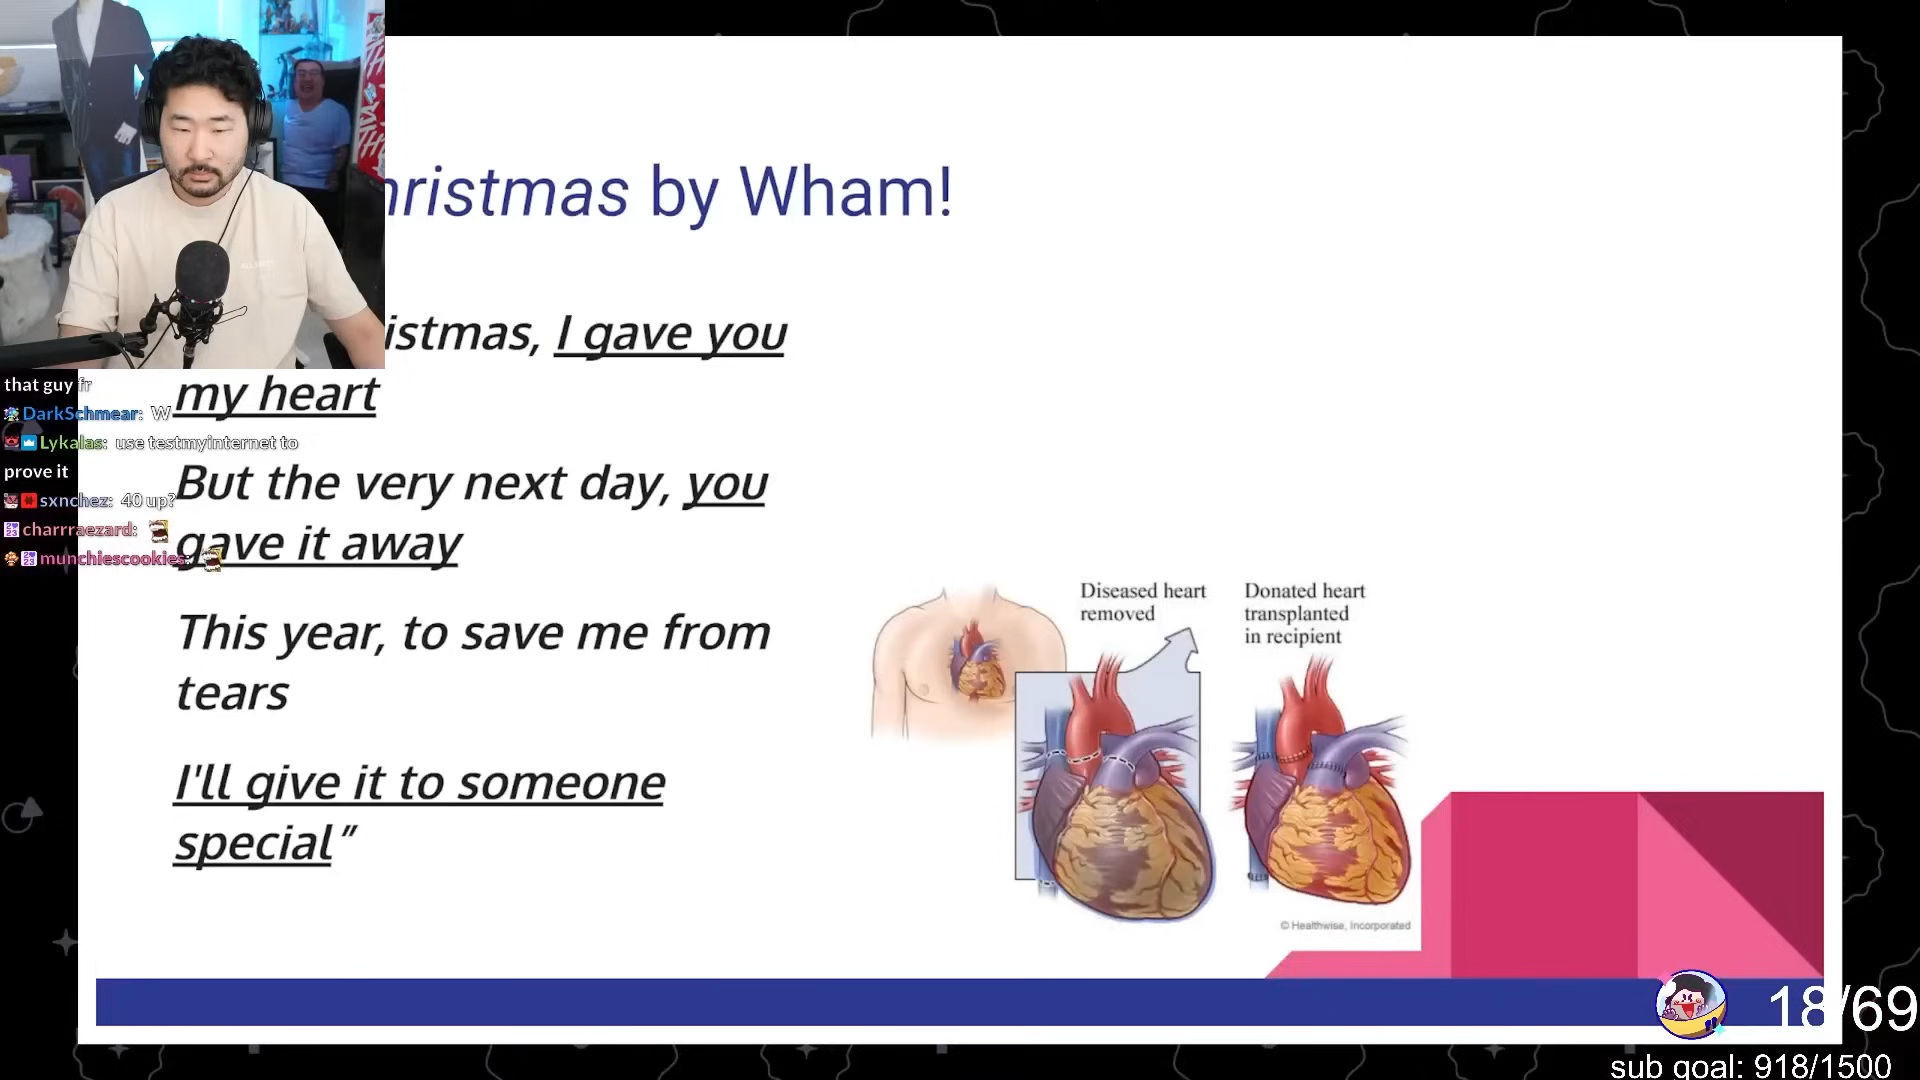 hristmas by Wham!
istmas, I gave you
my heart
But the very next day, you
gave it away
This year, to save me from
tears
I'll give it to someone
special”
that guy fr
DarkSchmear: W
Lykalas: use testmyinternet to
prove it
sxnchez: 40 up?
charrraezard:
munchiescookies:
Diseased heart
removed
Donated heart
transplanted
in recipient
© Healthwise, Incorporated
18/69
sub goal: 918/1500